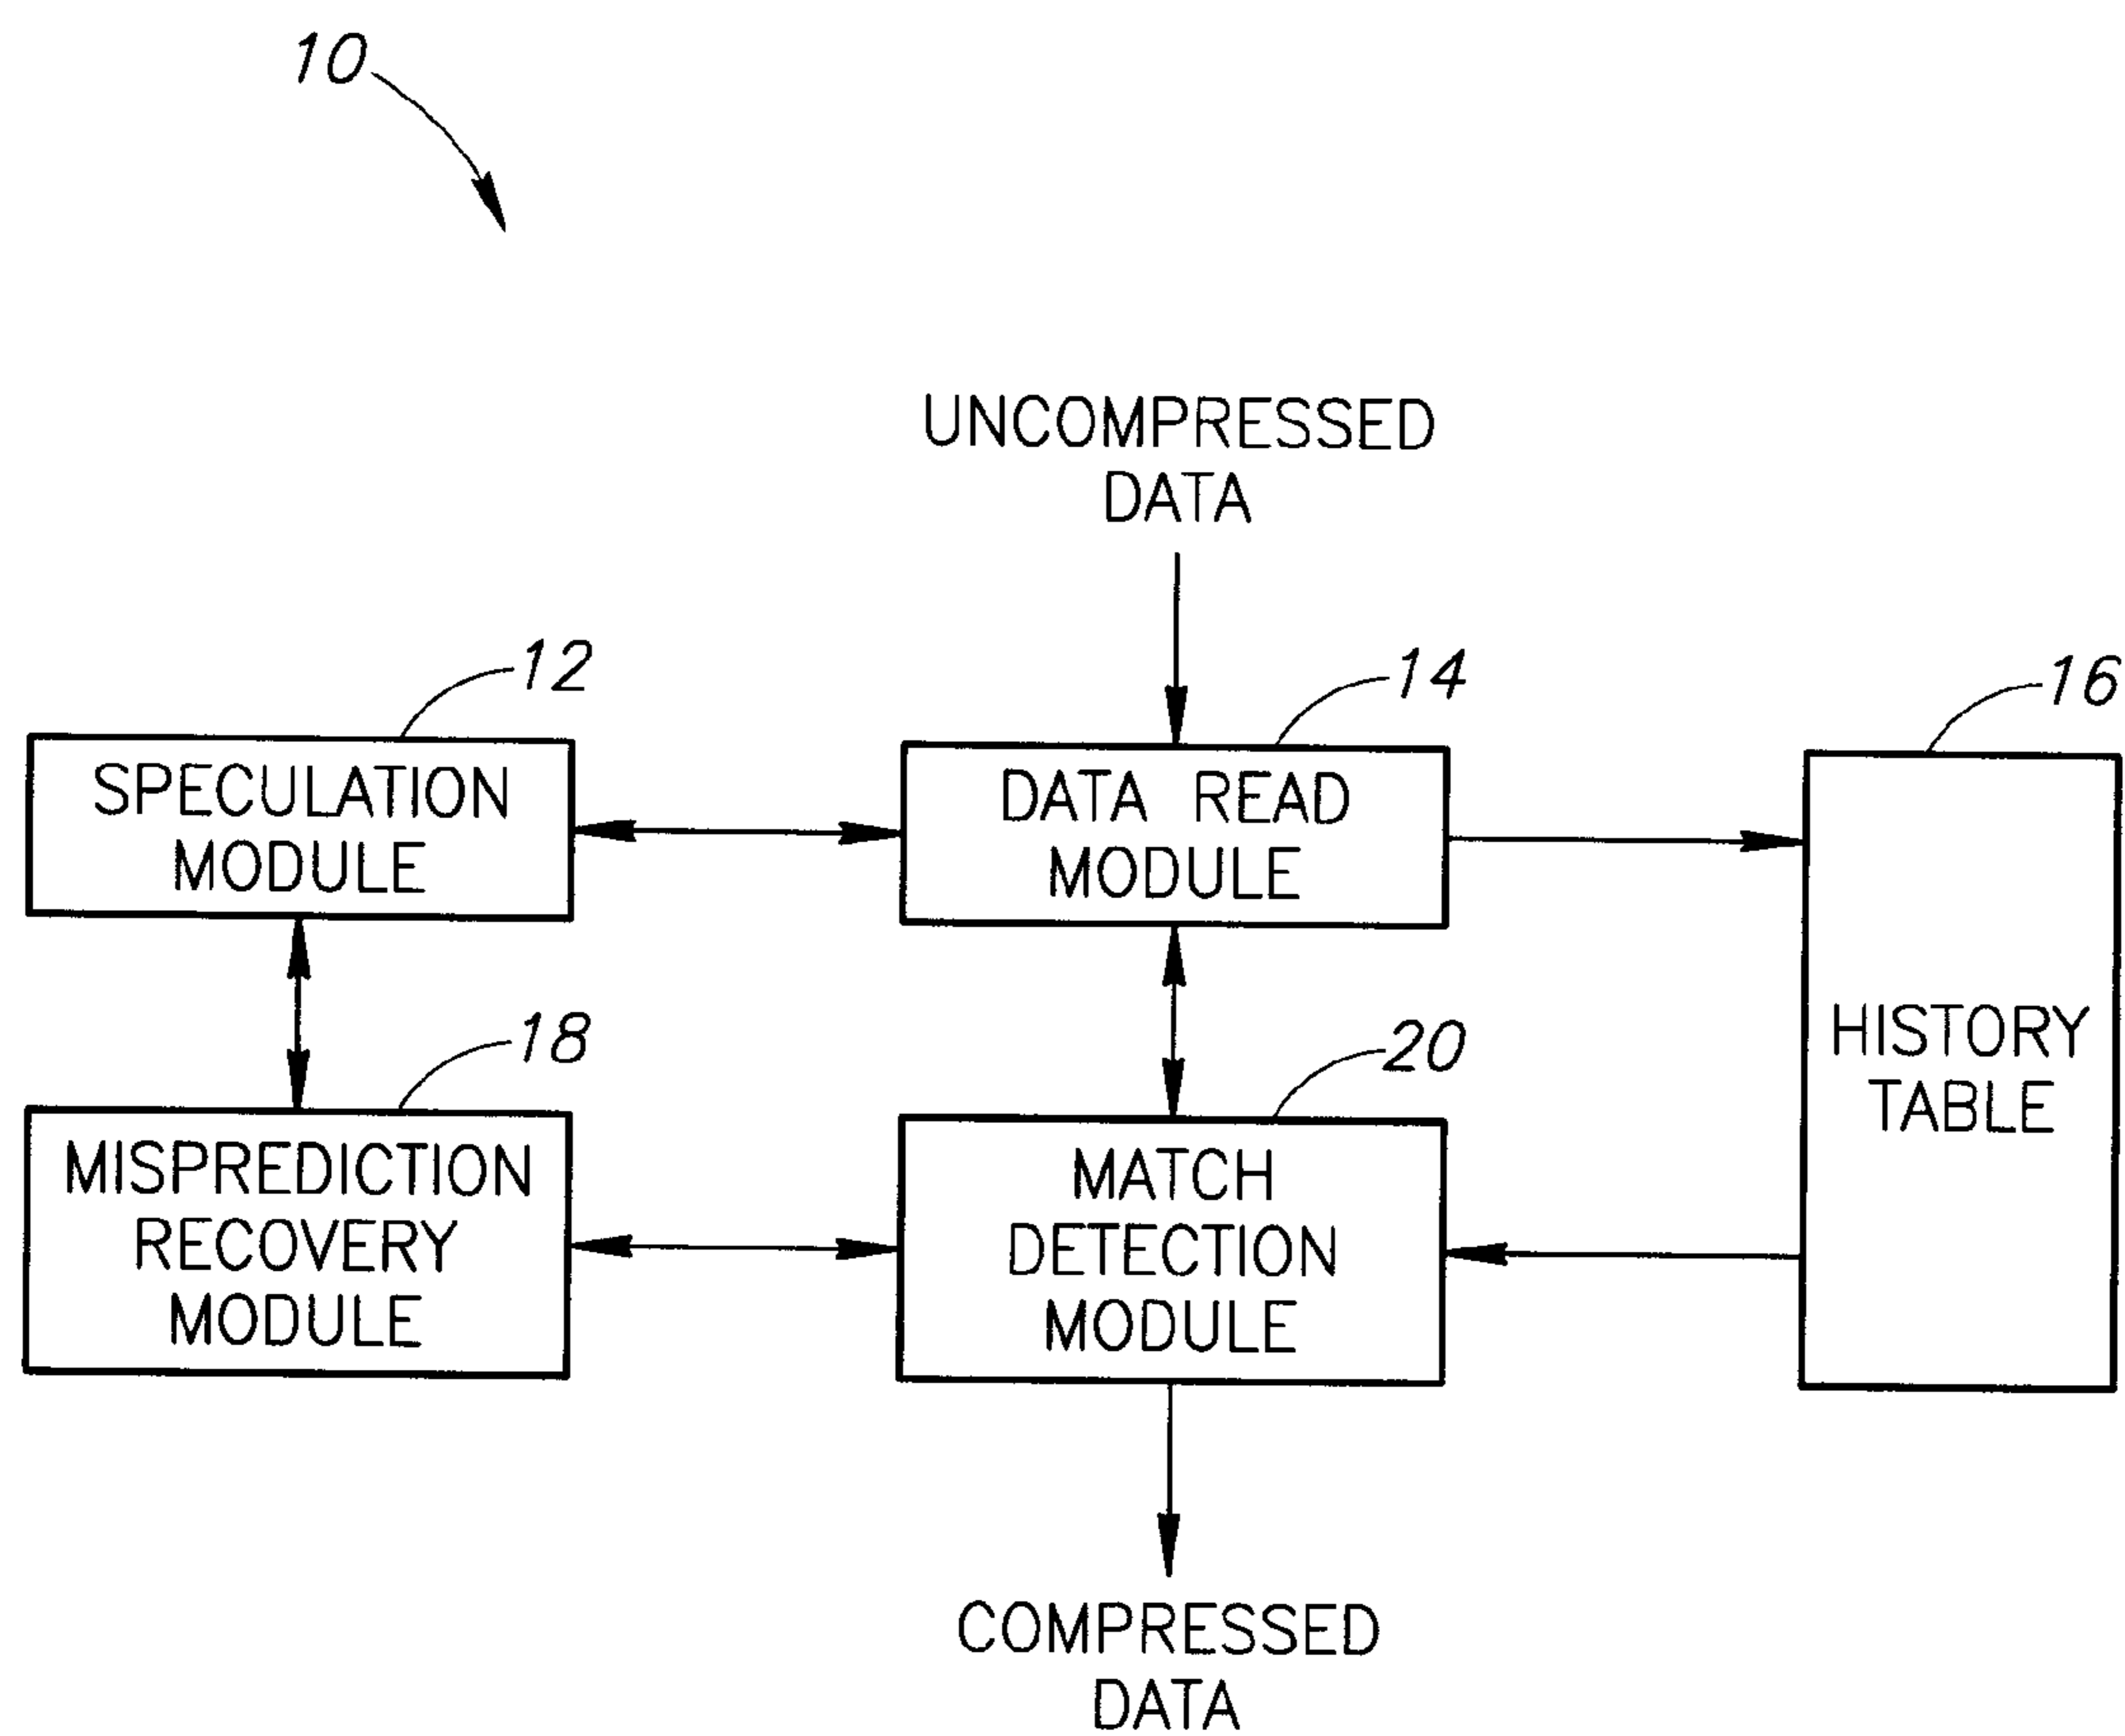 10
UNCOMPRESSED
DATA
12
14
16
SPECULATION
MODULE
DATA READ
MODULE
HISTORY
TABLE
18
20
MISPREDICTION
RECOVERY
MODULE
MATCH
DETECTION
MODULE
COMPRESSED
DATA